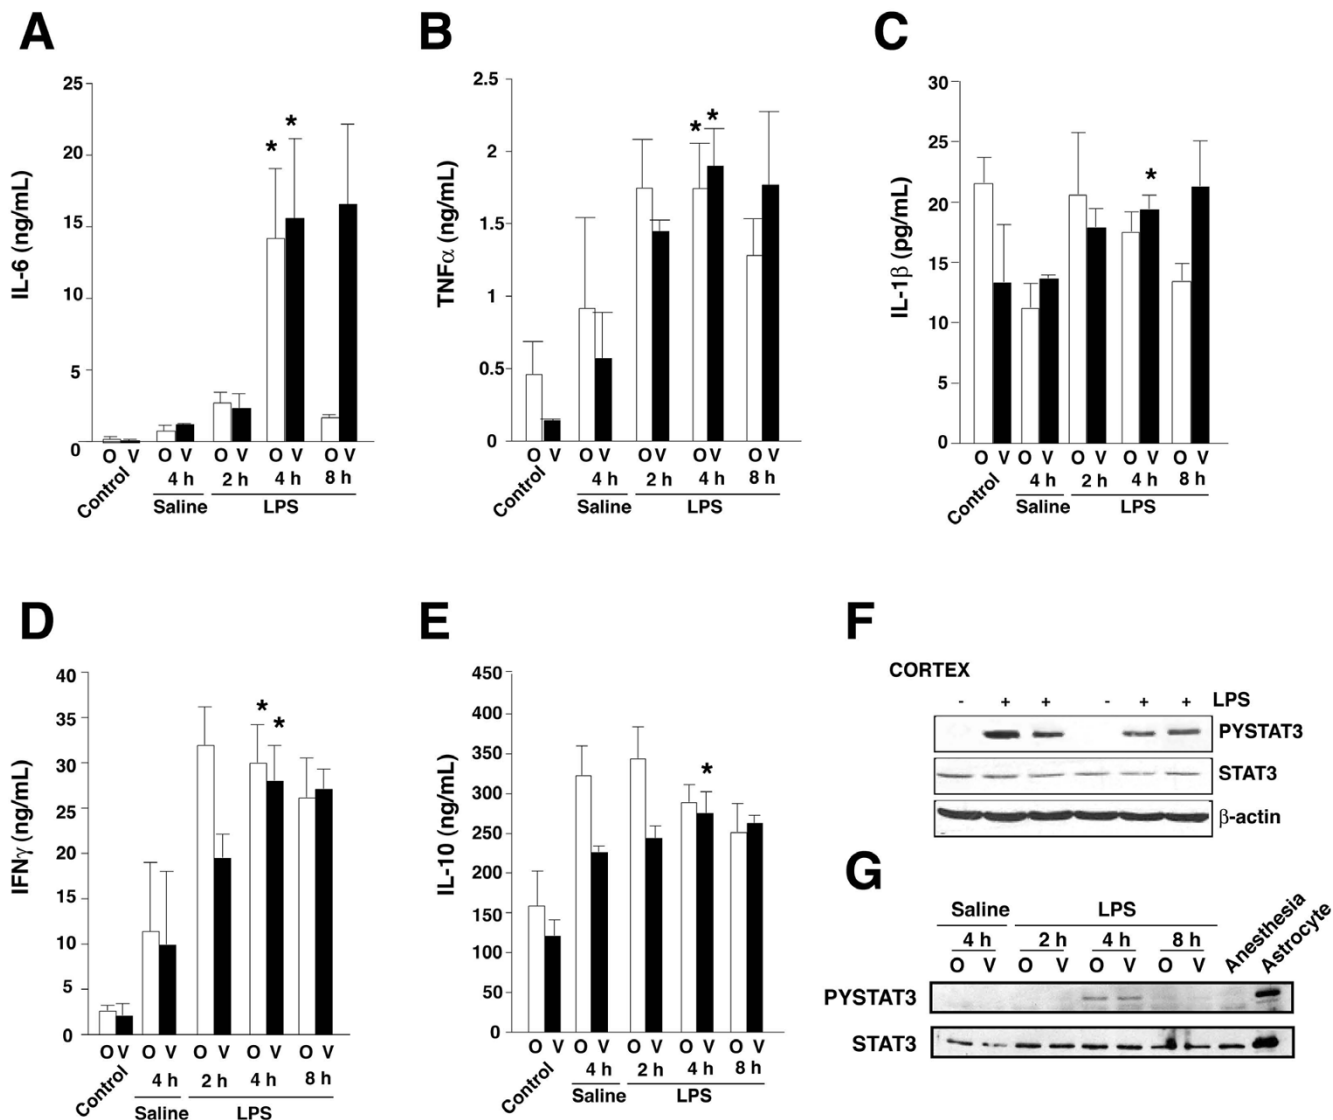 A
IL-6 (ng/mL)
25
20
15
10
5
0
* *
O V O V O V O V O V
Control 4 h 2 h 4 h 8 h
Saline LPS
B
TNFα (ng/mL)
2.5
2
1.5
1
0.5
0
* *
O V O V O V O V O V
Control 4 h 2 h 4 h 8 h
Saline LPS
C
IL-1β (pg/mL)
30
25
20
15
10
5
0
*
O V O V O V O V O V
Control 4 h 2 h 4 h 8 h
Saline LPS
D
IFNγ (ng/mL)
40
35
30
25
20
15
10
5
0
* *
O V O V O V O V O V
Control 4 h 2 h 4 h 8 h
Saline LPS
E
IL-10 (ng/mL)
450
400
350
300
250
200
150
100
50
0
*
O V O V O V O V O V
Control 4 h 2 h 4 h 8 h
Saline LPS
F
CORTEX
- + + - + + LPS
PYSTAT3
STAT3
β-actin
G
Saline LPS
4 h 2 h 4 h 8 h Anesthesia Astrocyte
O V O V O V O V
PYSTAT3
STAT3